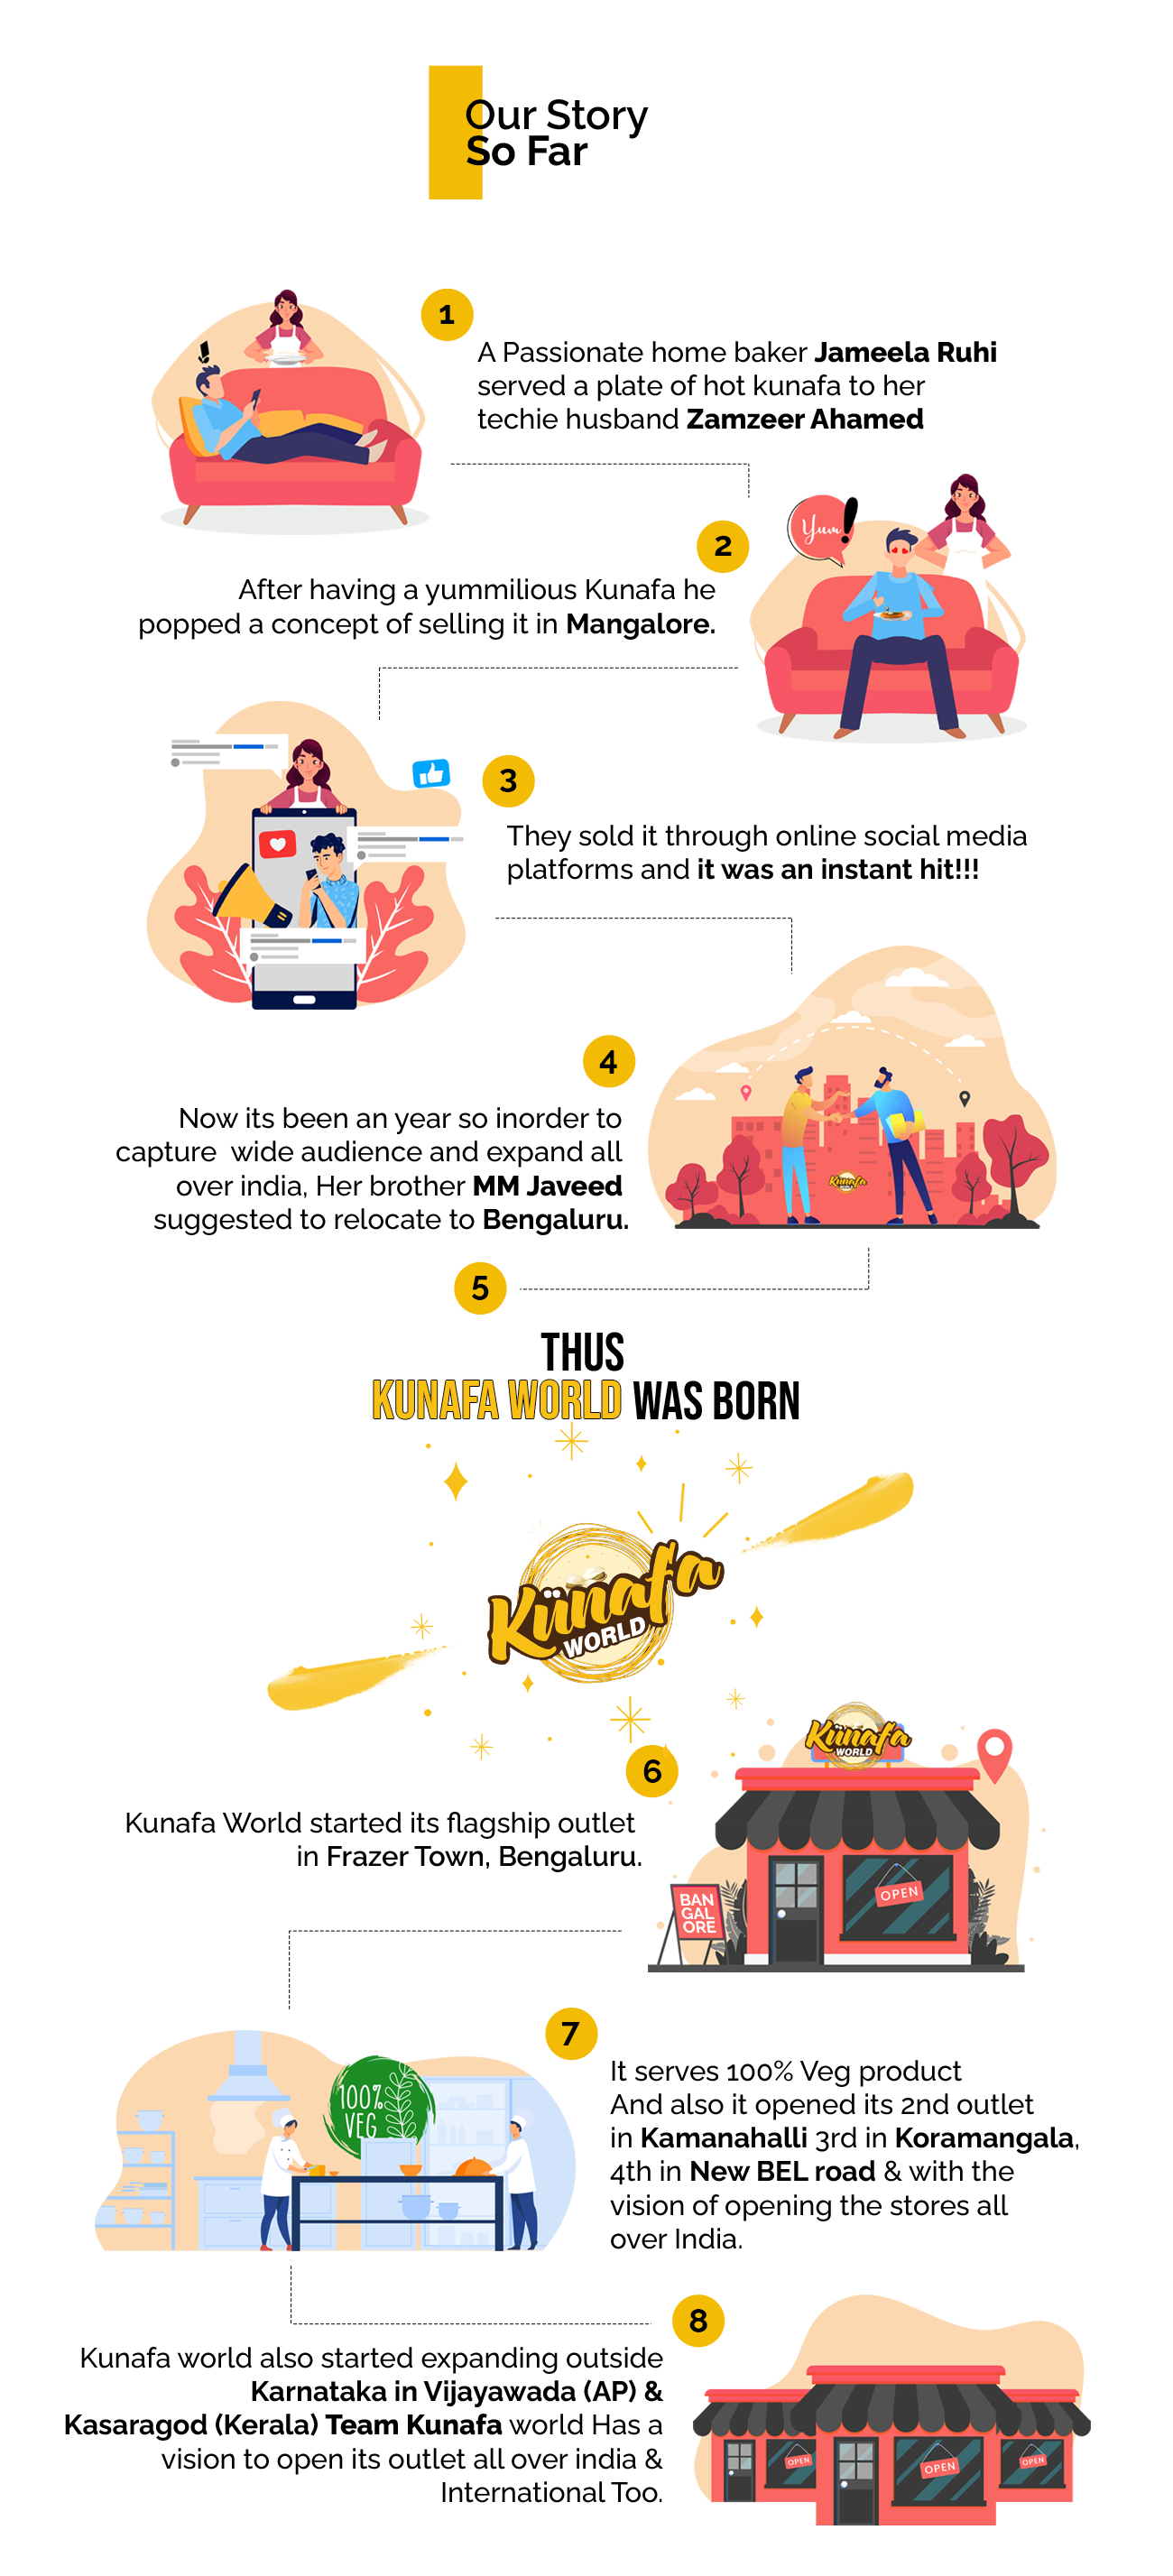 Our Story
So Far
1
A Passionate home baker Jameela Ruhi
served a plate of hot kunafa to her
techie husband Zamzeer Ahamed
Yum!
2
After having a yummilious Kunafa he
popped a concept of selling it in Mangalore.
3
They sold it through online social media
platforms and it was an instant hit!!!
4
Now its been an year so inorder to
capture wide audience and expand all
over india, Her brother MM Javeed
suggested to relocate to Bengaluru.
Kunafa
5
THUS
KUNAFA WORLD WAS BORN
Künafa
WORLD
Künafa
WORLD
6
Kunafa World started its flagship outlet
in Frazer Town, Bengaluru.
OPEN
BAN
GAL
ORE
7
100%
VEG
It serves 100% Veg product
And also it opened its 2nd outlet
in Kamanahalli 3rd in Koramangala,
4th in New BEL road & with the
vision of opening the stores all
over India.
8
Kunafa world also started expanding outside
Karnataka in Vijayawada (AP) &
Kasaragod (Kerala) Team Kunafa world Has a
vision to open its outlet all over india &
International Too.
OPEN
OPEN
OPEN